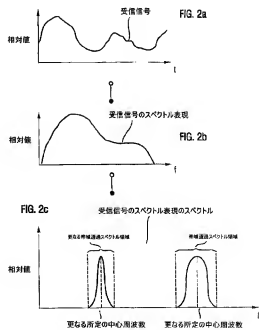 FIG. 2a
受信信号
相対値
t
受信信号のスペクトル表現
FIG. 2b
相対値
f
FIG. 2c
受信信号のスペクトル表現のスペクトル
更なる帯域通過スペクトル領域
帯域通過スペクトル領域
相対値
更なる所定の中心周波数
所定の中心周波数